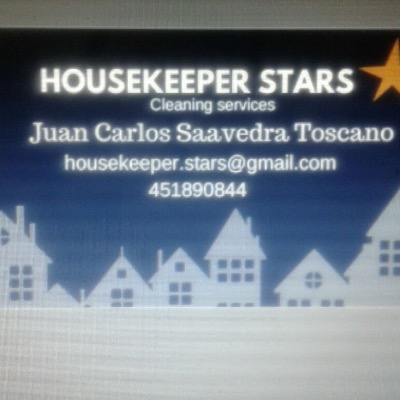 HOUSEKEEPER STARS
Cleaning services
Juan Carlos Saavedra Toscano
housekeeper.stars@gmail.com
451890844